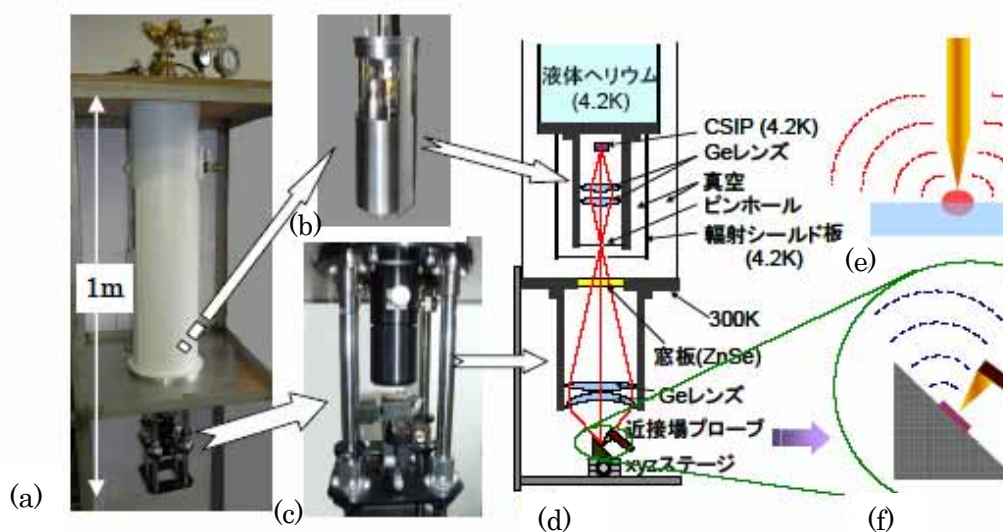 液体ヘリウム
(4.2K)
CSIP (4.2K)
Geレンズ
真空
ピンホール
輻射シールド板
(4.2K)
300K
窓板(ZnSe)
Geレンズ
近接場プローブ
xyzステージ
1m
(a)
(b)
(c)
(d)
(e)
(f)